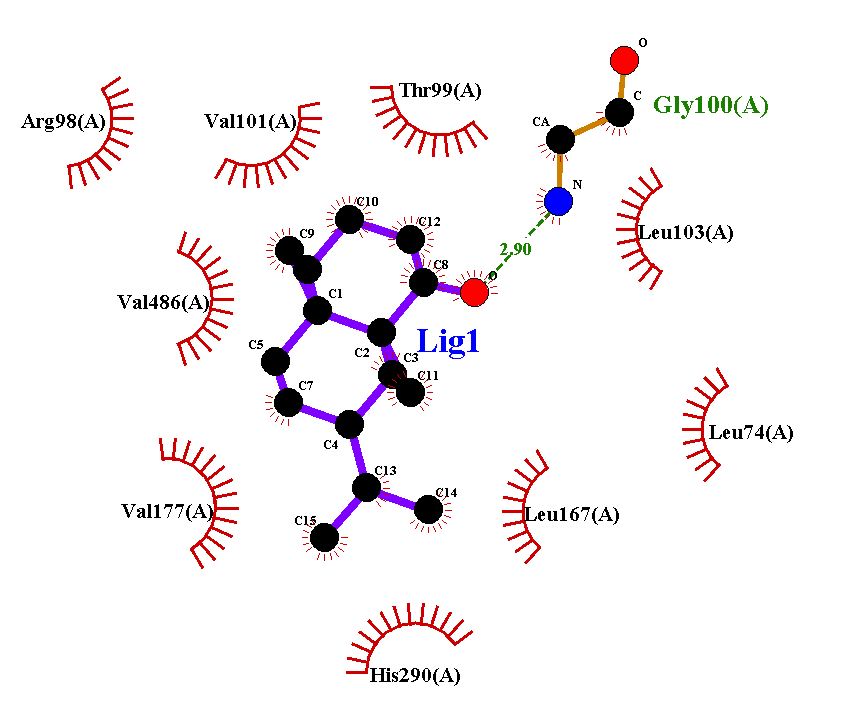 O
Thr99(A)
C
Gly100(A)
Arg98(A)
Val101(A)
CA
N
C10
C9
C12
Leu103(A)
2.90
C8
O
Val486(A)
C1
C5
C2
Lig1
C3
C11
C7
Leu74(A)
C4
C13
C14
Val177(A)
C15
Leu167(A)
His290(A)